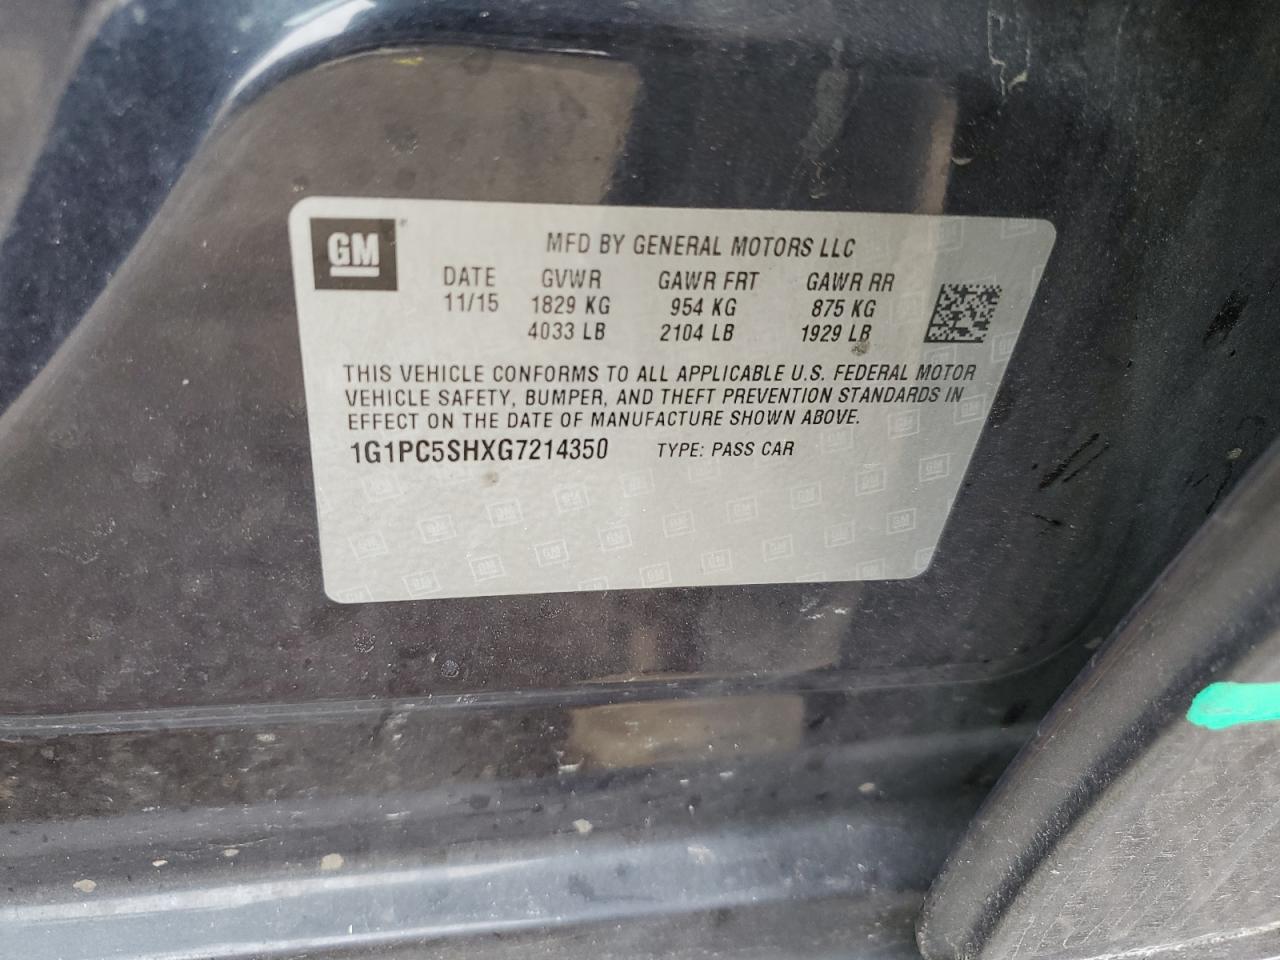 GM
MFD BY GENERAL MOTORS LLC
DATE GVWR GAWR FRT GAWR RR
11/15 1829 KG 954 KG 875 KG
4033 LB 2104 LB 1929 LB
THIS VEHICLE CONFORMS TO ALL APPLICABLE U.S. FEDERAL MOTOR
VEHICLE SAFETY, BUMPER, AND THEFT PREVENTION STANDARDS IN
EFFECT ON THE DATE OF MANUFACTURE SHOWN ABOVE.
1G1PC5SHXG7214350 TYPE: PASS CAR